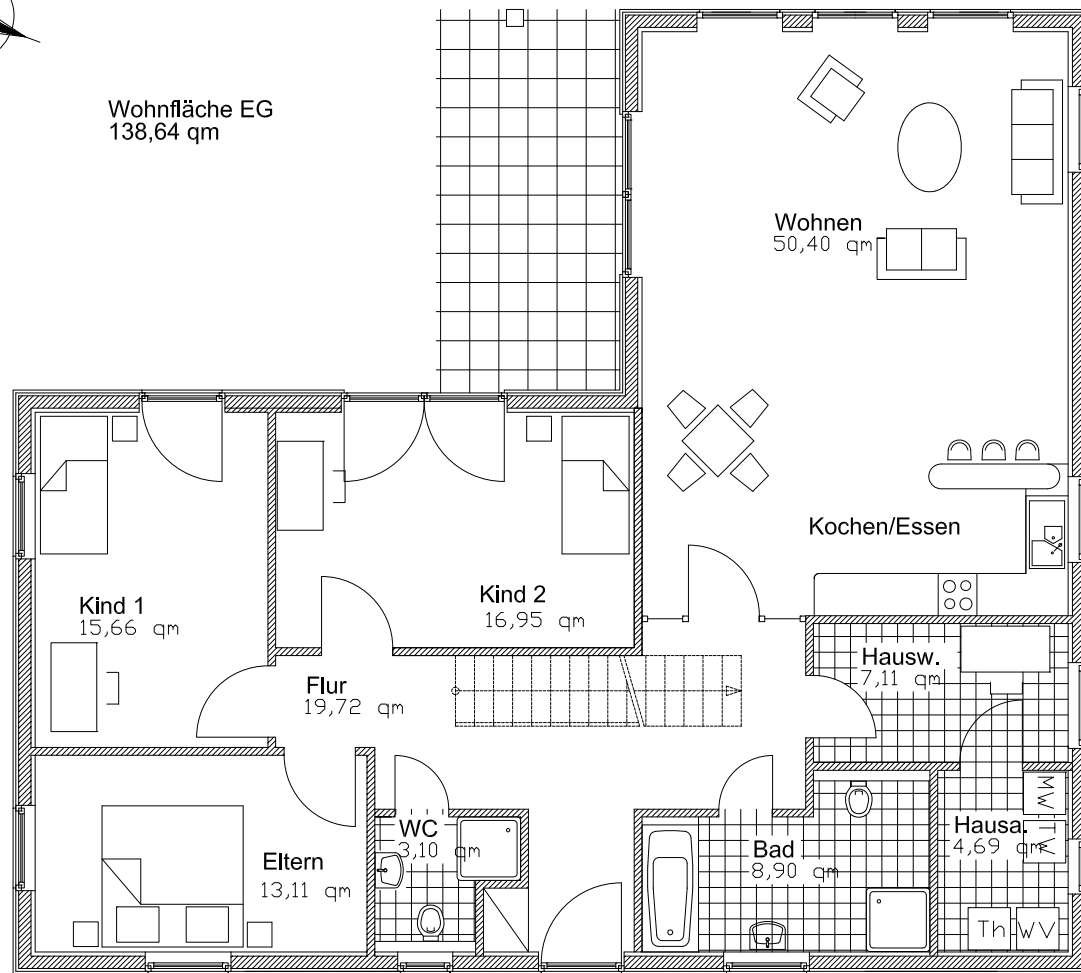 Wohnfläche EG
138,64 qm
Wohnen
50,40 qm
Kochen/Essen
Kind 1
15,66 qm
Kind 2
16,95 qm
Flur
19,72 qm
Hausw.
7,11 qm
Eltern
13,11 qm
WC
3,10 qm
Bad
8,90 qm
Hausa.
4,69 qm
WM
TV
Th
WV